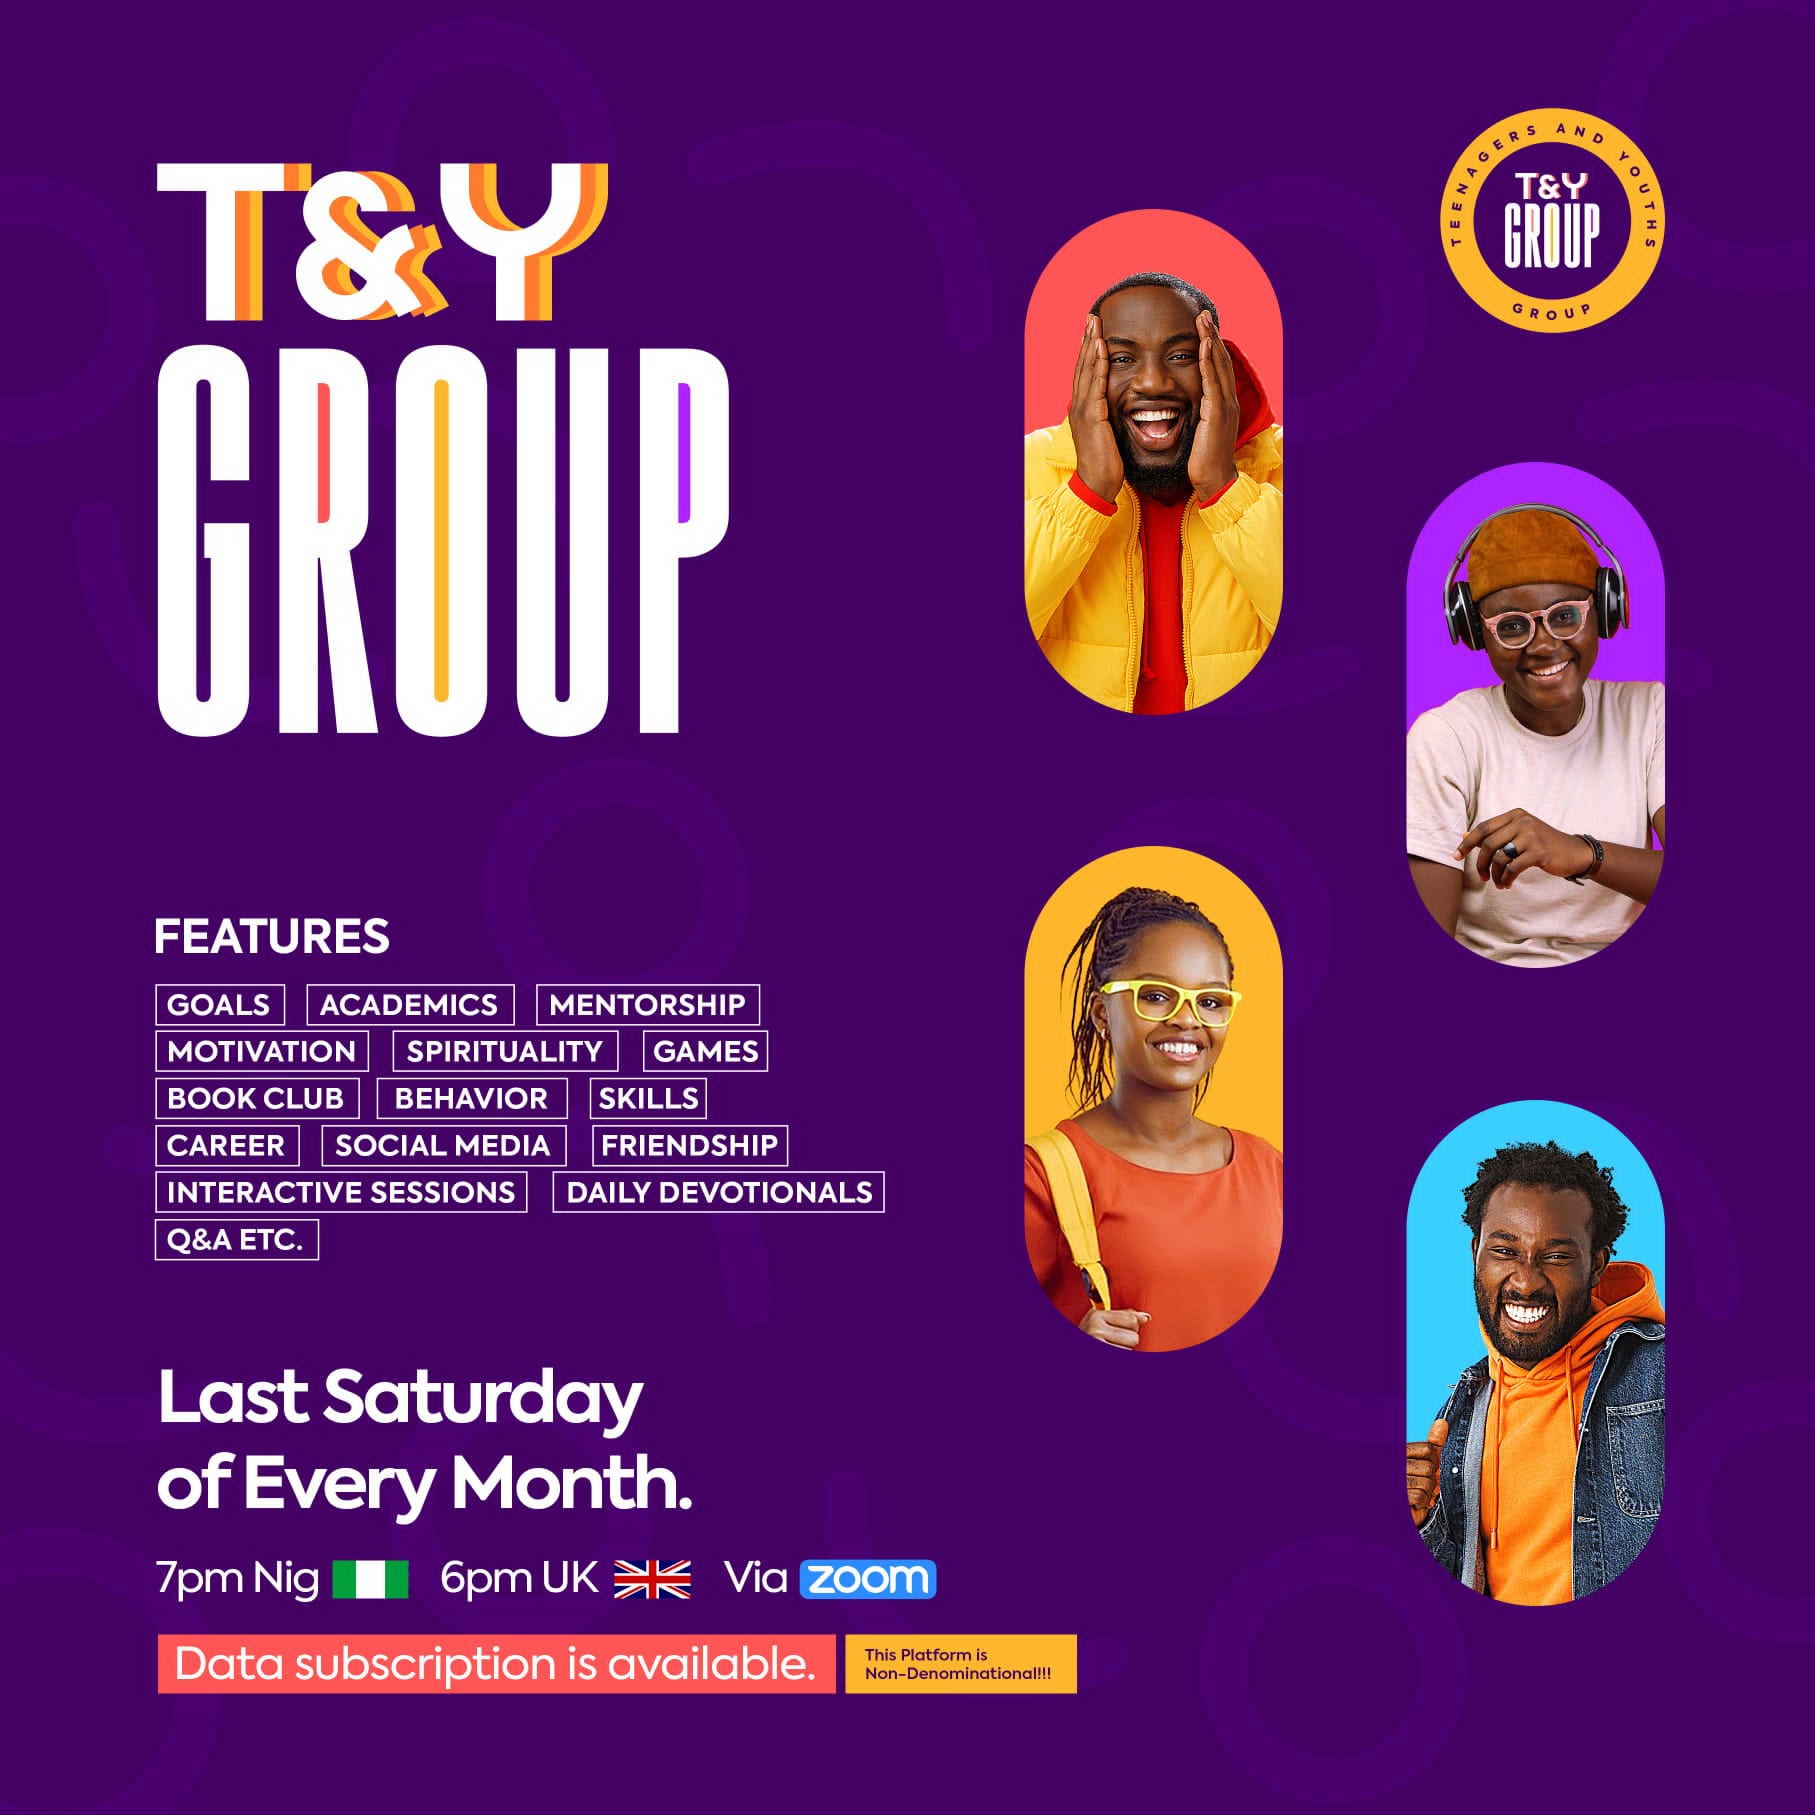 T&Y
GROUP
TEENAGERS AND YOUTHS
T&Y
GROUP
GROUP
FEATURES
GOALS ACADEMICS MENTORSHIP
MOTIVATION SPIRITUALITY GAMES
BOOK CLUB BEHAVIOR SKILLS
CAREER SOCIAL MEDIA FRIENDSHIP
INTERACTIVE SESSIONS DAILY DEVOTIONALS
Q&A ETC.
Last Saturday
of Every Month.
7pm Nig 6pm UK Via zoom
Data subscription is available.
This Platform is
Non-Denominational!!!